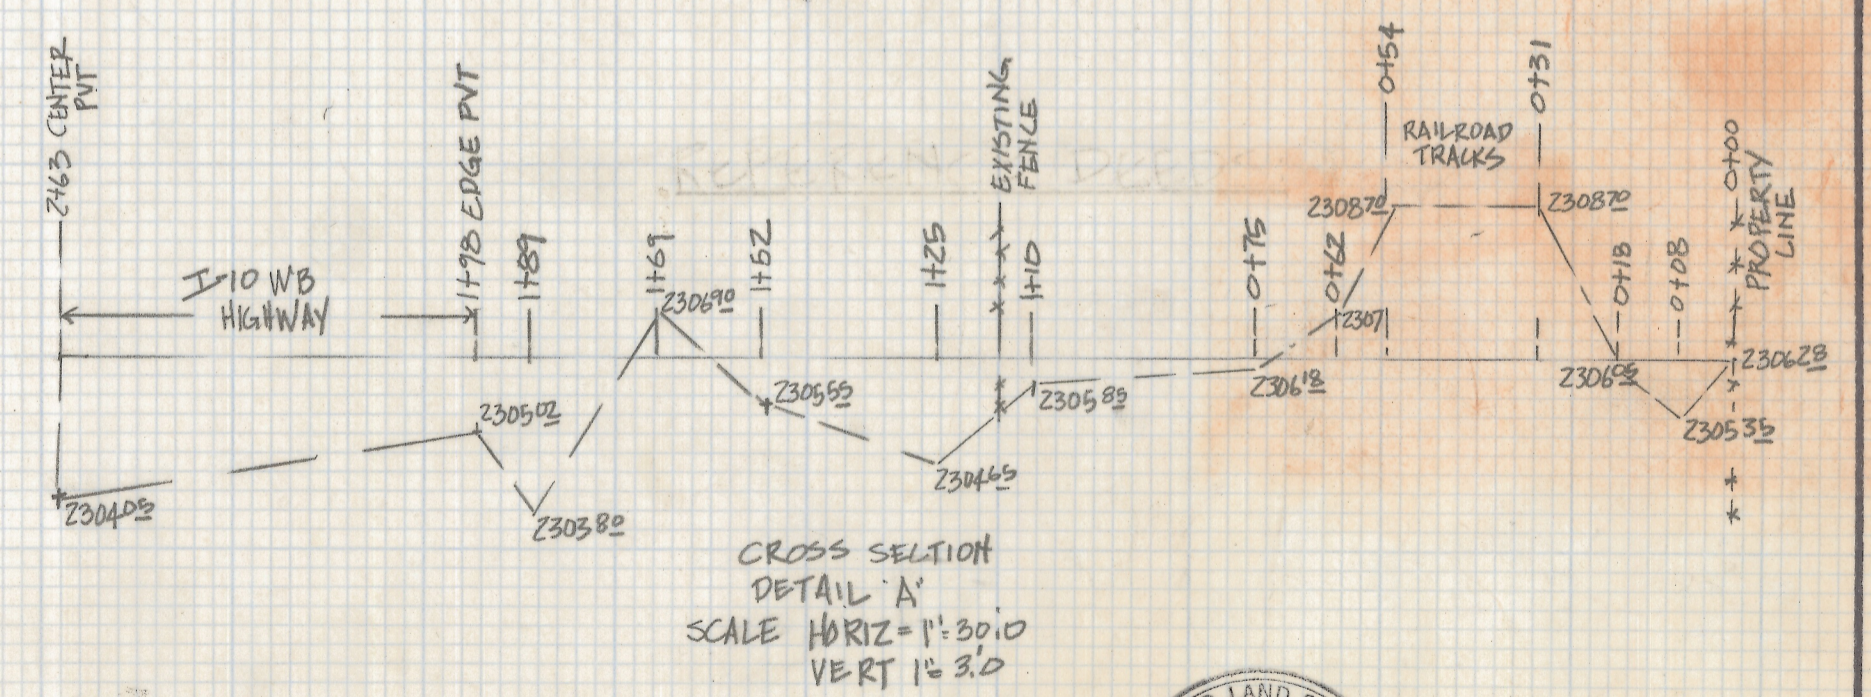 2+63 CENTER
PVT
I-10 WB
HIGHWAY
1+98 EDGE PVT
1+89
1+69
1+52
1+25
EXISTING
FENCE
1+10
0+75
0+62
0+54
RAILROAD
TRACKS
0+31
0+18
0+08
0+00
PROPERTY
LINE
230405
230502
230380
230690
230555
230465
230585
230618
2307
230870
230870
230605
230535
230628
CROSS SECTION
DETAIL 'A'
SCALE HORIZ = 1" = 30.'0
VERT 1" = 3.'0
LAND